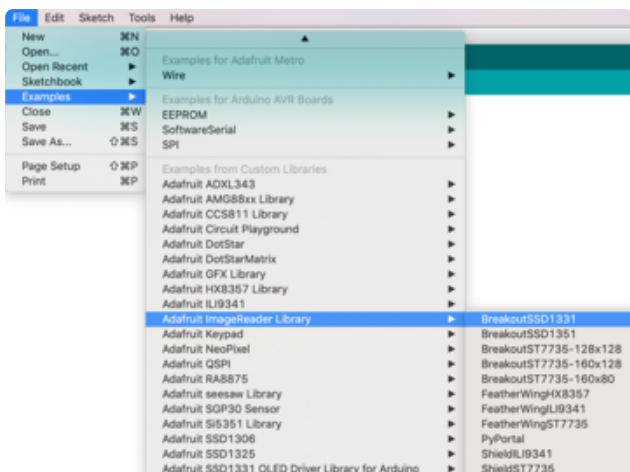 File Edit Sketch Tools Help
New ⌘N
Open... ⌘O
Open Recent
Sketchbook
Examples
Close ⌘W
Save ⌘S
Save As... ⇧⌘S
Page Setup ⇧⌘P
Print ⌘P
Examples for Adafruit Metro
Wire
Examples for Arduino AVR Boards
EEPROM
SoftwareSerial
SPI
Examples from Custom Libraries
Adafruit ADXL343
Adafruit AMG88xx Library
Adafruit CCS811 Library
Adafruit Circuit Playground
Adafruit DotStar
Adafruit DotStarMatrix
Adafruit GFX Library
Adafruit HX8357 Library
Adafruit ILI9341
Adafruit ImageReader Library
Adafruit Keypad
Adafruit NeoPixel
Adafruit QSPI
Adafruit RA8875
Adafruit seesaw Library
Adafruit SGP30 Sensor
Adafruit Si5351 Library
Adafruit SSD1306
Adafruit SSD1325
Adafruit SSD1331 OLED Driver Library for Arduino
BreakoutSSD1331
BreakoutSSD1351
BreakoutST7735-128x128
BreakoutST7735-160x128
BreakoutST7735-160x80
FeatherWingHX8357
FeatherWingILI9341
FeatherWingST7735
PyPortal
ShieldILI9341
ShieldST7735